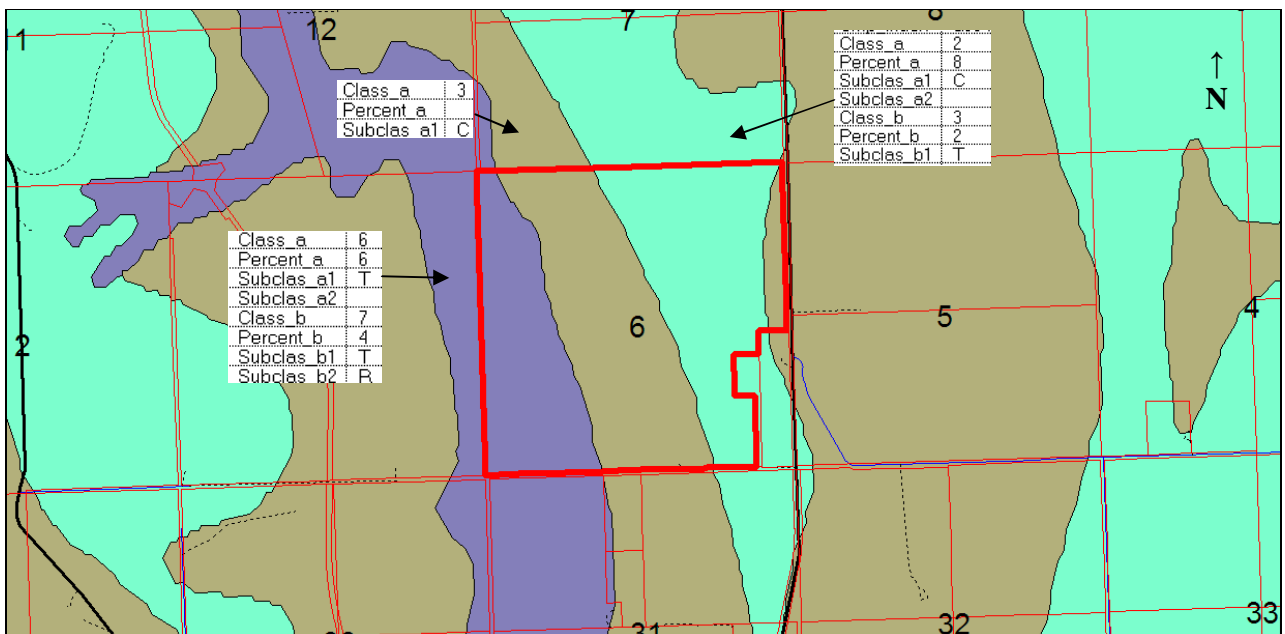 12
7
8
11
Class_a 3
Percent_a
Subclas_a1 C
Class_a 2
Percent_a 8
Subclas_a1 C
Subclas_a2
Class_b 3
Percent_b 2
Subclas_b1 T
↑
N
Class_a 6
Percent_a 6
Subclas_a1 T
Subclas_a2
Class_b 7
Percent_b 4
Subclas_b1 T
Subclas_b2 R
2
6
5
4
31
32
33